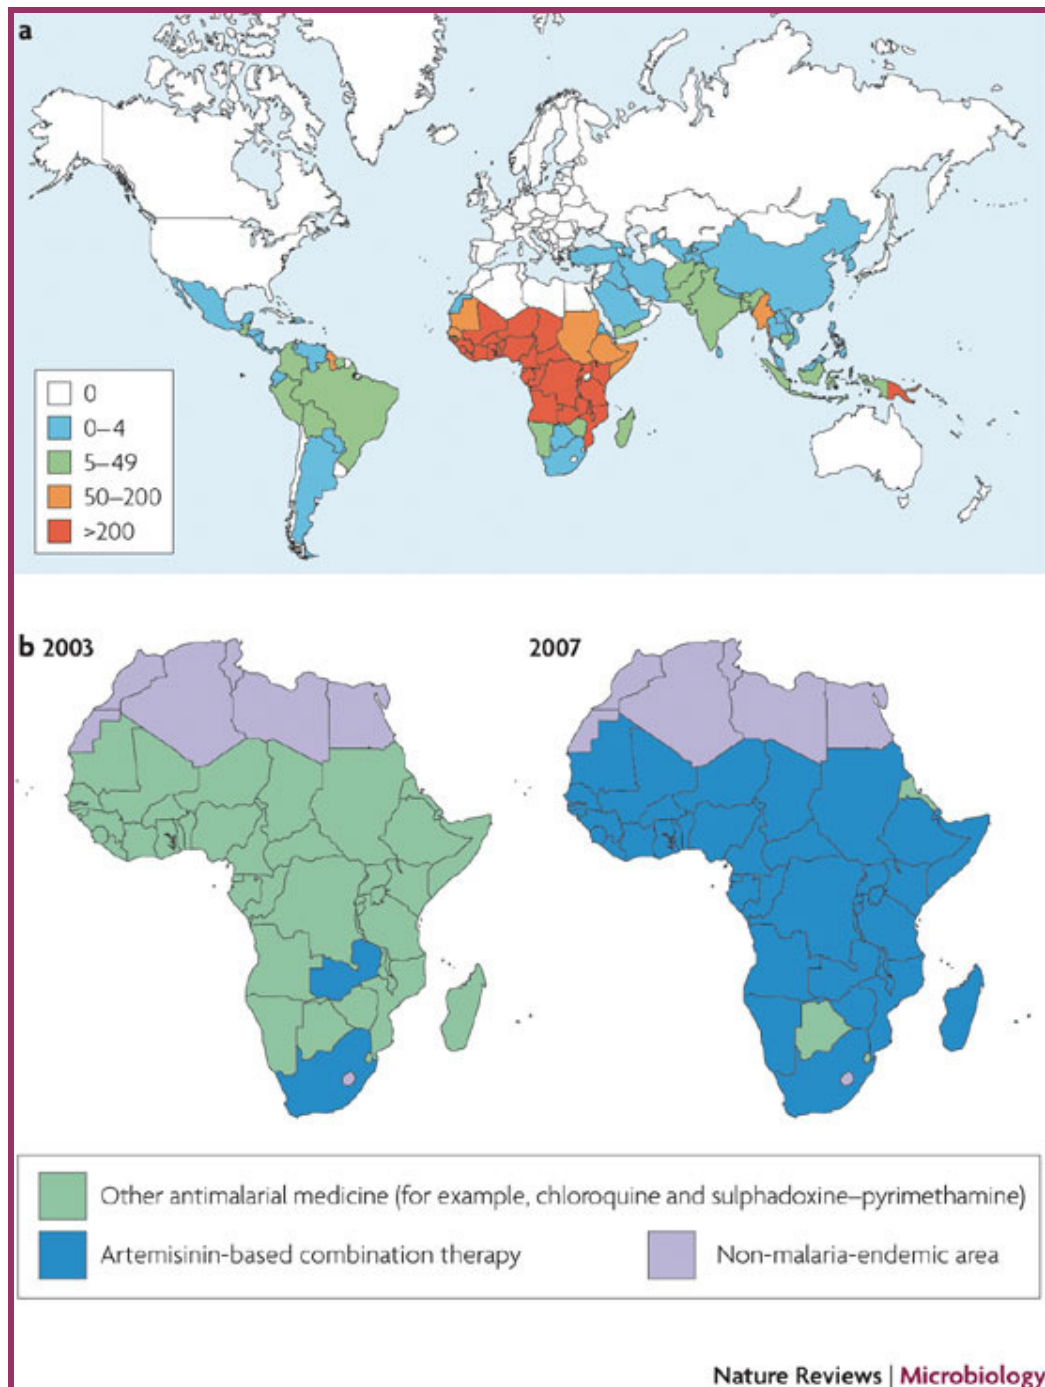 a
0
0–4
5–49
50–200
>200
b 2003
2007
Other antimalarial medicine (for example, chloroquine and sulphadoxine–pyrimethamine)
Artemisinin-based combination therapy
Non-malaria-endemic area
Nature Reviews | Microbiology